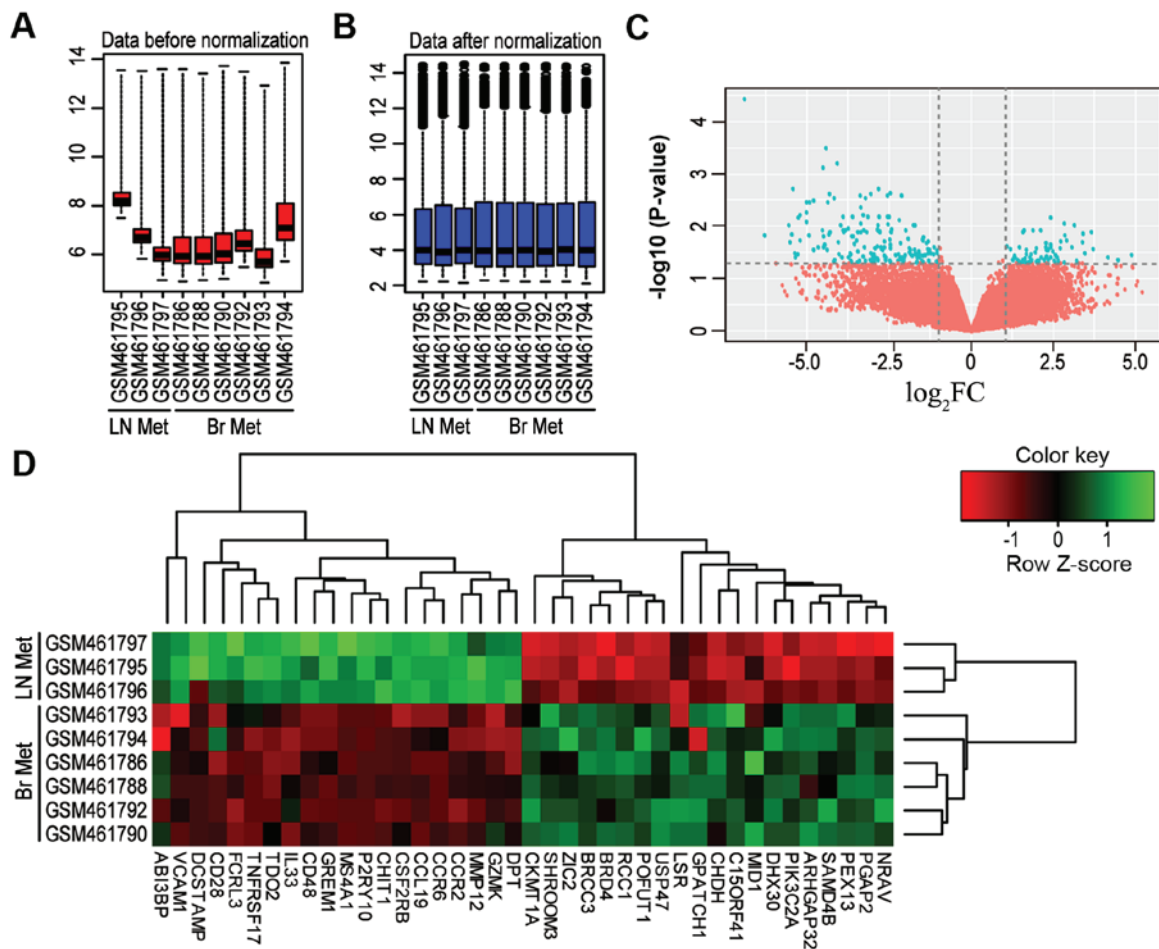 A
Data before normalization
14
12
10
8
6
GSM461795
GSM461796
GSM461797
GSM461786
GSM461788
GSM461790
GSM461792
GSM461793
GSM461794
LN Met
Br Met
B
Data after normalization
14
12
10
8
6
4
2
GSM461795
GSM461796
GSM461797
GSM461786
GSM461788
GSM461790
GSM461792
GSM461793
GSM461794
LN Met
Br Met
C
-log10 (P-value)
4
3
2
1
0
-5.0
-2.5
0
2.5
5.0
log2FC
D
Color key
-1 0 1
Row Z-score
LN Met
GSM461797
GSM461795
GSM461796
Br Met
GSM461793
GSM461794
GSM461786
GSM461788
GSM461792
GSM461790
ABI3BP
VCAM1
DCSTAMP
CD28
FCRL3
TNFRSF17
TDO2
IL33
CD48
GREM1
MS4A1
P2RY10
CHIT1
CSF2RB
CCL19
CCR6
CCR2
MMP12
GZMK
DPT
CKMT1A
SHROOM3
ZIC2
BRCC3
BRD4
RCC1
POFUT1
USP47
LSR
GPATCH1
CHDH
C15ORF41
MID1
DHX30
PIK3C2A
ARHGAP32
SAMD4B
PEX13
PGAP2
NRAV